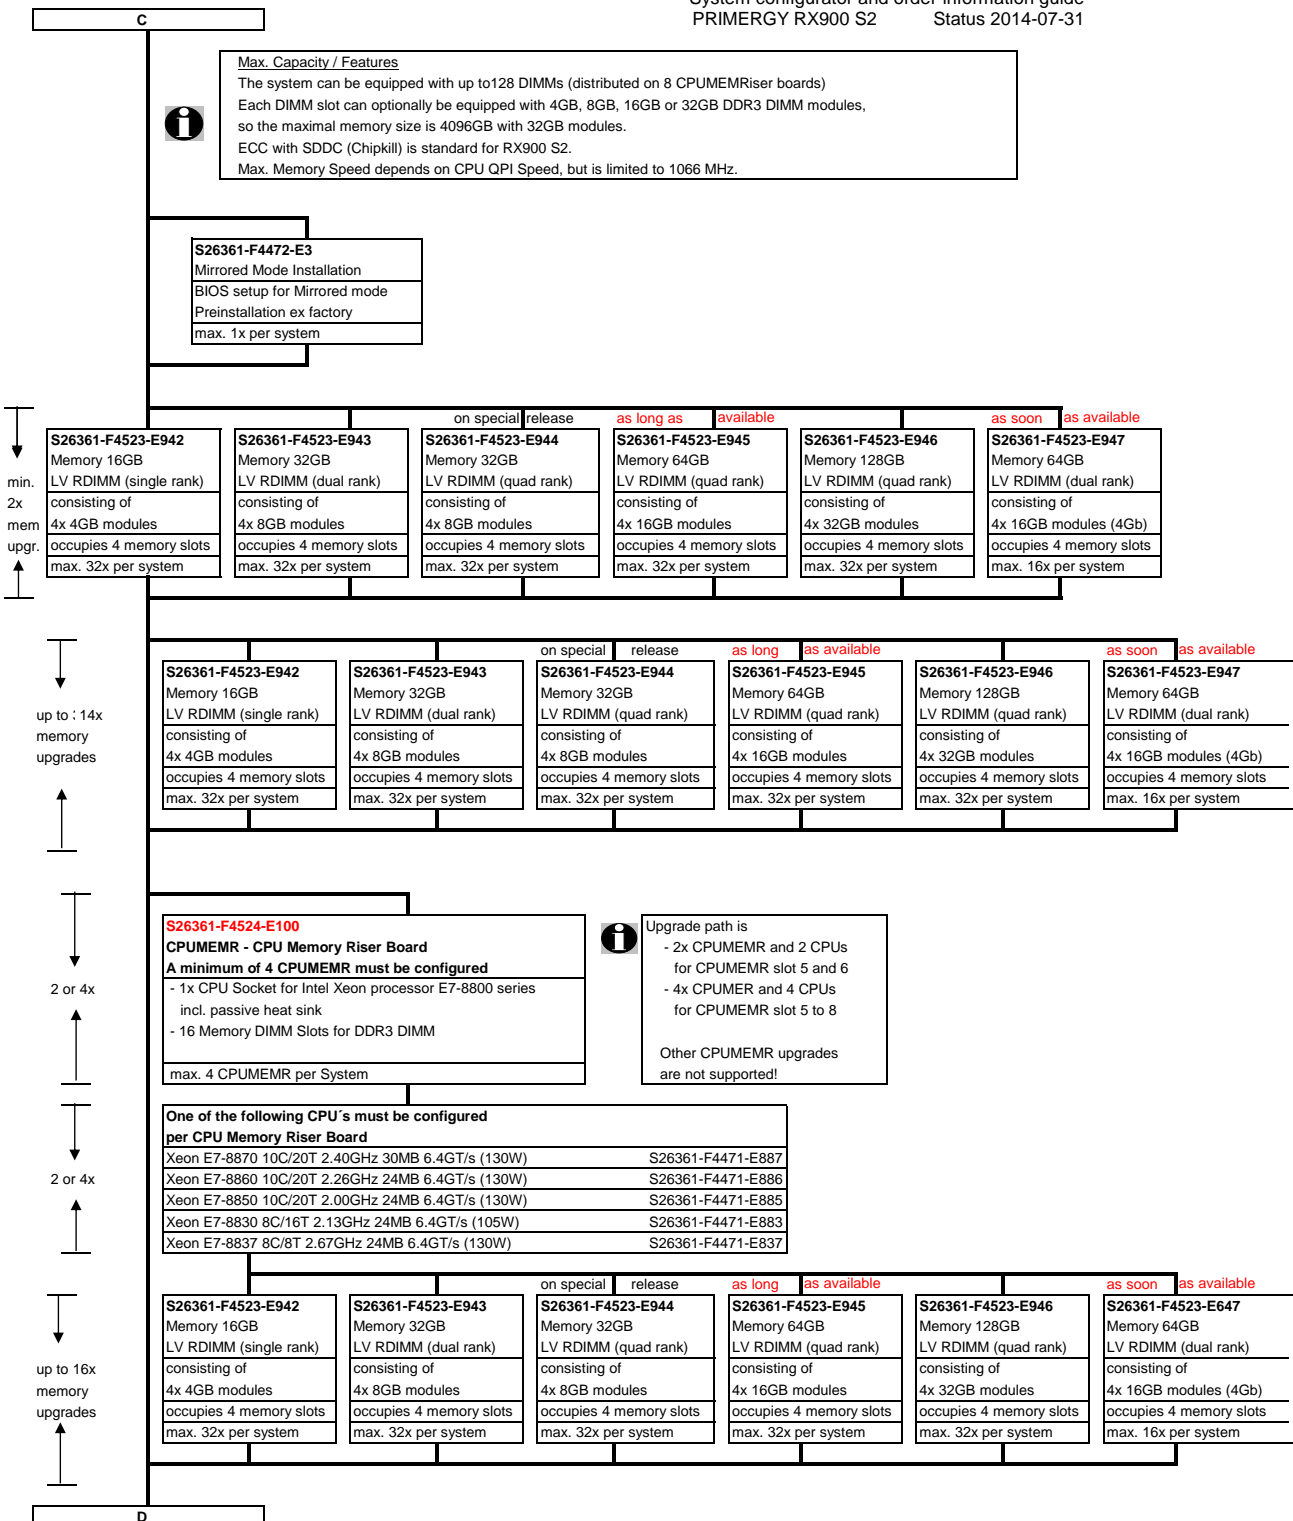 System configurator and order information guide
PRIMERGY RX900 S2 Status 2014-07-31
C
Max. Capacity / Features
The system can be equipped with up to128 DIMMs (distributed on 8 CPUMEMRiser boards)
Each DIMM slot can optionally be equipped with 4GB, 8GB, 16GB or 32GB DDR3 DIMM modules,
so the maximal memory size is 4096GB with 32GB modules.
ECC with SDDC (Chipkill) is standard for RX900 S2.
Max. Memory Speed depends on CPU QPI Speed, but is limited to 1066 MHz.
S26361-F4472-E3
Mirrored Mode Installation
BIOS setup for Mirrored mode
Preinstallation ex factory
max. 1x per system
on special release as long as available as soon as available
S26361-F4523-E942 S26361-F4523-E943 S26361-F4523-E944 S26361-F4523-E945 S26361-F4523-E946 S26361-F4523-E947
Memory 16GB Memory 32GB Memory 32GB Memory 64GB Memory 128GB Memory 64GB
min. LV RDIMM (single rank) LV RDIMM (dual rank) LV RDIMM (quad rank) LV RDIMM (quad rank) LV RDIMM (quad rank) LV RDIMM (dual rank)
2x consisting of consisting of consisting of consisting of consisting of consisting of
mem 4x 4GB modules 4x 8GB modules 4x 8GB modules 4x 16GB modules 4x 32GB modules 4x 16GB modules (4Gb)
upgr. occupies 4 memory slots occupies 4 memory slots occupies 4 memory slots occupies 4 memory slots occupies 4 memory slots occupies 4 memory slots
max. 32x per system max. 32x per system max. 32x per system max. 32x per system max. 32x per system max. 16x per system
on special release as long as available as soon as available
S26361-F4523-E942 S26361-F4523-E943 S26361-F4523-E944 S26361-F4523-E945 S26361-F4523-E946 S26361-F4523-E947
Memory 16GB Memory 32GB Memory 32GB Memory 64GB Memory 128GB Memory 64GB
up to : 14x LV RDIMM (single rank) LV RDIMM (dual rank) LV RDIMM (quad rank) LV RDIMM (quad rank) LV RDIMM (quad rank) LV RDIMM (dual rank)
memory consisting of consisting of consisting of consisting of consisting of consisting of
upgrades 4x 4GB modules 4x 8GB modules 4x 8GB modules 4x 16GB modules 4x 32GB modules 4x 16GB modules (4Gb)
occupies 4 memory slots occupies 4 memory slots occupies 4 memory slots occupies 4 memory slots occupies 4 memory slots occupies 4 memory slots
max. 32x per system max. 32x per system max. 32x per system max. 32x per system max. 32x per system max. 16x per system
2 or 4x
S26361-F4524-E100
CPUMEMR - CPU Memory Riser Board
A minimum of 4 CPUMEMR must be configured
- 1x CPU Socket for Intel Xeon processor E7-8800 series
incl. passive heat sink
- 16 Memory DIMM Slots for DDR3 DIMM
max. 4 CPUMEMR per System
Upgrade path is
- 2x CPUMEMR and 2 CPUs
for CPUMEMR slot 5 and 6
- 4x CPUMER and 4 CPUs
for CPUMEMR slot 5 to 8
Other CPUMEMR upgrades
are not supported!
2 or 4x
One of the following CPU´s must be configured
per CPU Memory Riser Board
Xeon E7-8870 10C/20T 2.40GHz 30MB 6.4GT/s (130W) S26361-F4471-E887
Xeon E7-8860 10C/20T 2.26GHz 24MB 6.4GT/s (130W) S26361-F4471-E886
Xeon E7-8850 10C/20T 2.00GHz 24MB 6.4GT/s (130W) S26361-F4471-E885
Xeon E7-8830 8C/16T 2.13GHz 24MB 6.4GT/s (105W) S26361-F4471-E883
Xeon E7-8837 8C/8T 2.67GHz 24MB 6.4GT/s (130W) S26361-F4471-E837
on special release as long as available as soon as available
S26361-F4523-E942 S26361-F4523-E943 S26361-F4523-E944 S26361-F4523-E945 S26361-F4523-E946 S26361-F4523-E647
Memory 16GB Memory 32GB Memory 32GB Memory 64GB Memory 128GB Memory 64GB
LV RDIMM (single rank) LV RDIMM (dual rank) LV RDIMM (quad rank) LV RDIMM (quad rank) LV RDIMM (quad rank) LV RDIMM (dual rank)
up to 16x consisting of consisting of consisting of consisting of consisting of consisting of
memory 4x 4GB modules 4x 8GB modules 4x 8GB modules 4x 16GB modules 4x 32GB modules 4x 16GB modules (4Gb)
upgrades occupies 4 memory slots occupies 4 memory slots occupies 4 memory slots occupies 4 memory slots occupies 4 memory slots occupies 4 memory slots
max. 32x per system max. 32x per system max. 32x per system max. 32x per system max. 32x per system max. 16x per system
D